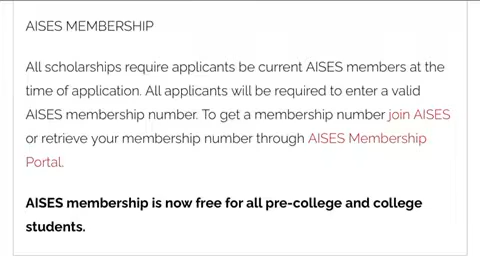 AISES MEMBERSHIP
All scholarships require applicants be current AISES members at the
time of application. All applicants will be required to enter a valid
AISES membership number. To get a membership number join AISES
or retrieve your membership number through AISES Membership
Portal.
AISES membership is now free for all pre-college and college
students.